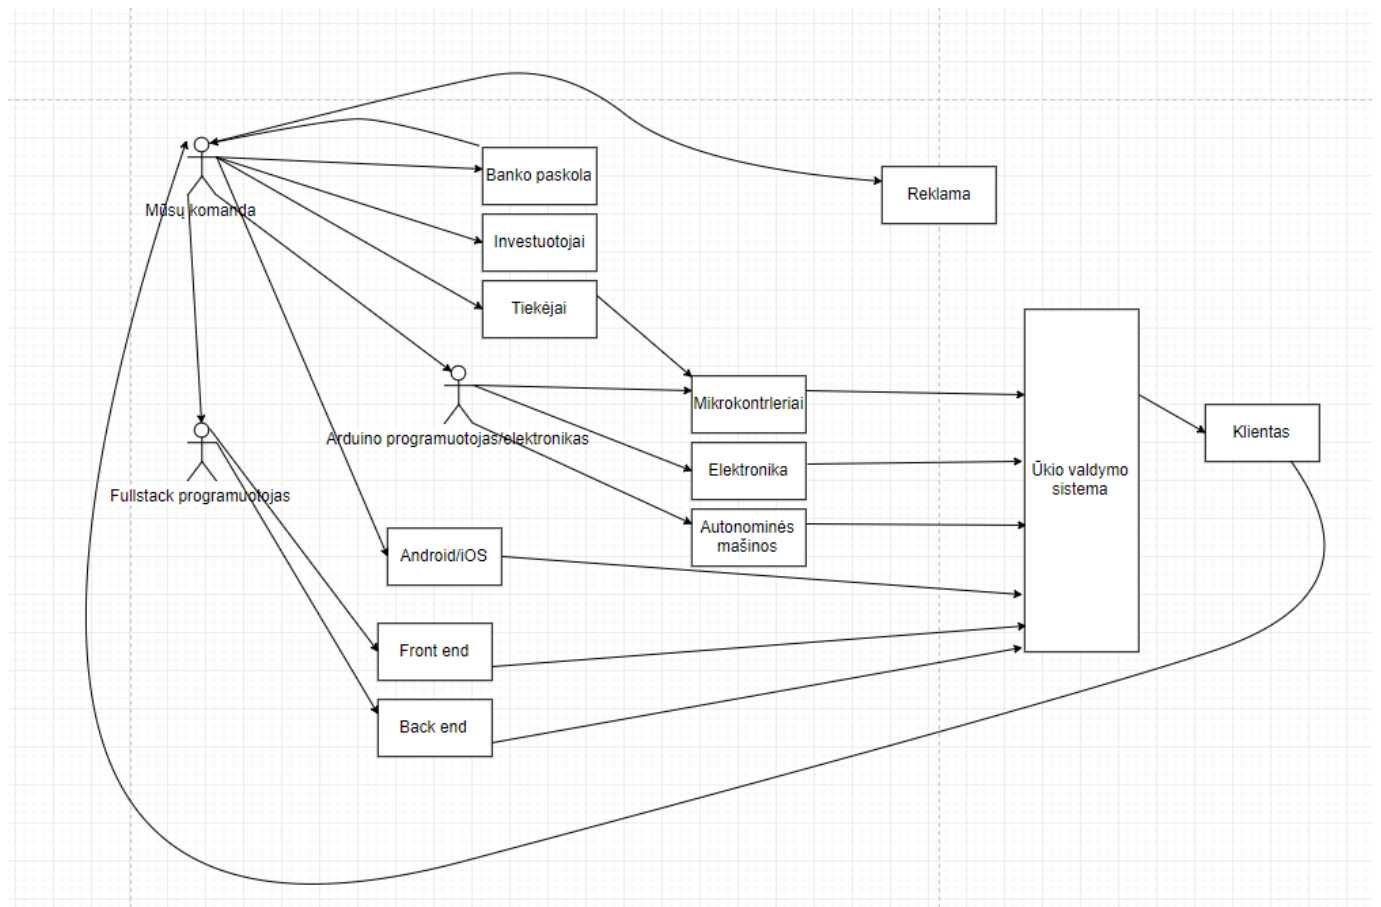 Banko paskola
Reklama
Mūsų komanda
Investuotojai
Tiekėjai
Mikrokontrleriai
Klientas
Arduino programuotojas/elektronikas
Elektronika
Ūkio valdymo
sistema
Fullstack programuotojas
Autonominės
mašinos
Android/iOS
Front end
Back end